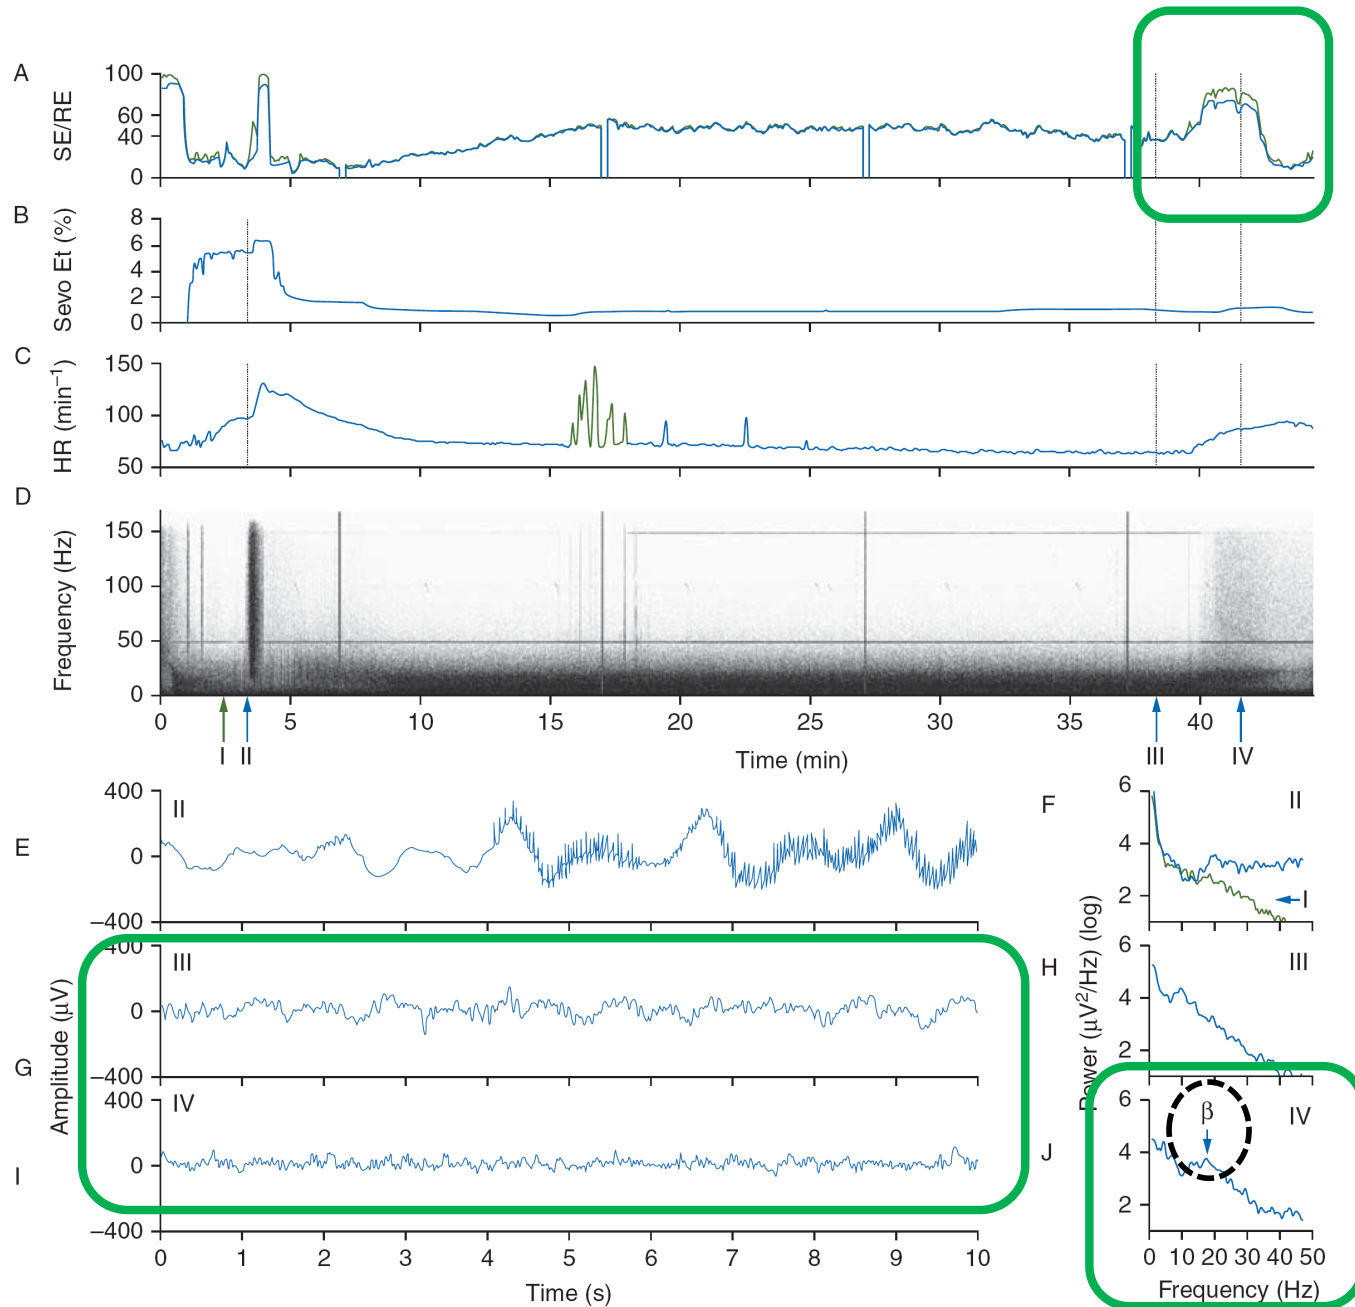 A
SE/RE
100
60
40
0
B
Sevo Et (%)
8
6
4
2
0
C
HR (min⁻¹)
150
100
50
D
Frequency (Hz)
150
100
50
0
0 5 10 15 20 25 30 35 40
I II III IV
Time (min)
E
II
400
0
−400
Amplitude (μV)
G
III
400
0
−400
I
IV
400
0
−400
0 1 2 3 4 5 6 7 8 9 10
Time (s)
F
II
6
4
2
I
Power (μV²/Hz) (log)
H
III
6
4
2
J
IV
β
6
4
2
0 10 20 30 40 50
Frequency (Hz)